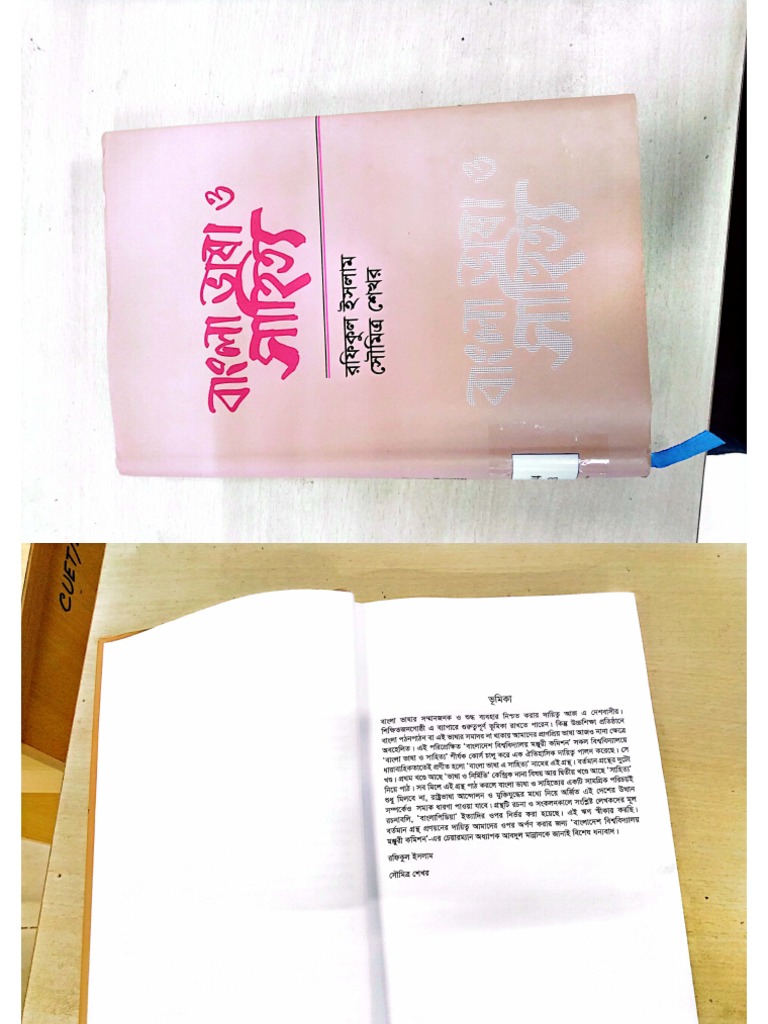 বাংলা ভাষা ও
সাহিত্য
রফিকুল ইসলাম
সৌমিত্র শেখর
বাংলা ভাষা ও
সাহিত্য
CUET
ভূমিকা
বাংলা ভাষার সম্মানজনক ও শুদ্ধ ব্যবহার নিশ্চত করার দায়িত্ব আজ এ দেশবাসীর।
শিক্ষিতজনগোষ্ঠী এ ব্যাপারে গুরুত্বপূর্ণ ভূমিকা রাখতে পারেন। কিন্তু উচ্চশিক্ষা প্রতিষ্ঠানে
বাংলা পঠনপাঠন বা এই ভাষার সমাদর না থাকায় আমাদের প্রাণপ্রিয় ভাষা আজও নানা ক্ষেত্রে
অবহেলিত। এই পরিপ্রেক্ষিত 'বাংলাদেশ বিশ্ববিদ্যালয় মঞ্জুরী কমিশন' সকল বিশ্ববিদ্যালয়ে
'বাংলা ভাষা ও সাহিত্য' শীর্ষক কোর্স চালু করে এক ঐতিহাসিক দায়িত্ব পালন করেছে। সে
ধারাবাহিকতাতেই প্রণীত হলো 'বাংলা ভাষা এ সাহিত্য' নামের এই গ্রন্থ। বর্তমান গ্রন্থের দুটো
খণ্ড। প্রথম খণ্ডে আছে 'ভাষা ও নির্মিতি' কেন্দ্রিক নানা বিষয় আর দ্বিতীয় খণ্ডে আছে 'সাহিত্য'
নিয়ে পাঠ। সব মিলে এই গ্রন্থ পাঠ করলে বাংলা ভাষা ও সাহিত্যের একটি সামগ্রিক পরিচয়ই
শুধু মিলবে না, রাষ্ট্রভাষা আন্দোলন ও মুক্তিযুদ্ধের মধ্যে দিয়ে অর্জিত এই দেশের উত্থান
সম্পর্কেও সম্যক ধারণা পাওয়া যাবে। গ্রন্থটি রচনা ও সংকলনকালে সংশ্লিষ্ট লেখকদের মূল
রচনাবলি, 'বাংলাপিডিয়া' ইত্যাদির ওপর নির্ভর করা হয়েছে। এই ঋণ স্বীকার করছি।
বর্তমান গ্রন্থ প্রণয়নের দায়িত্ব আমাদের ওপর অর্পণ করার জন্য 'বাংলাদেশ বিশ্ববিদ্যালয়
মঞ্জুরী কমিশন'-এর চেয়ারম্যান অধ্যাপক আবদুল মান্নানকে জানাই বিশেষ ধন্যবাদ।
রফিকুল ইসলাম
সৌমিত্র শেখর